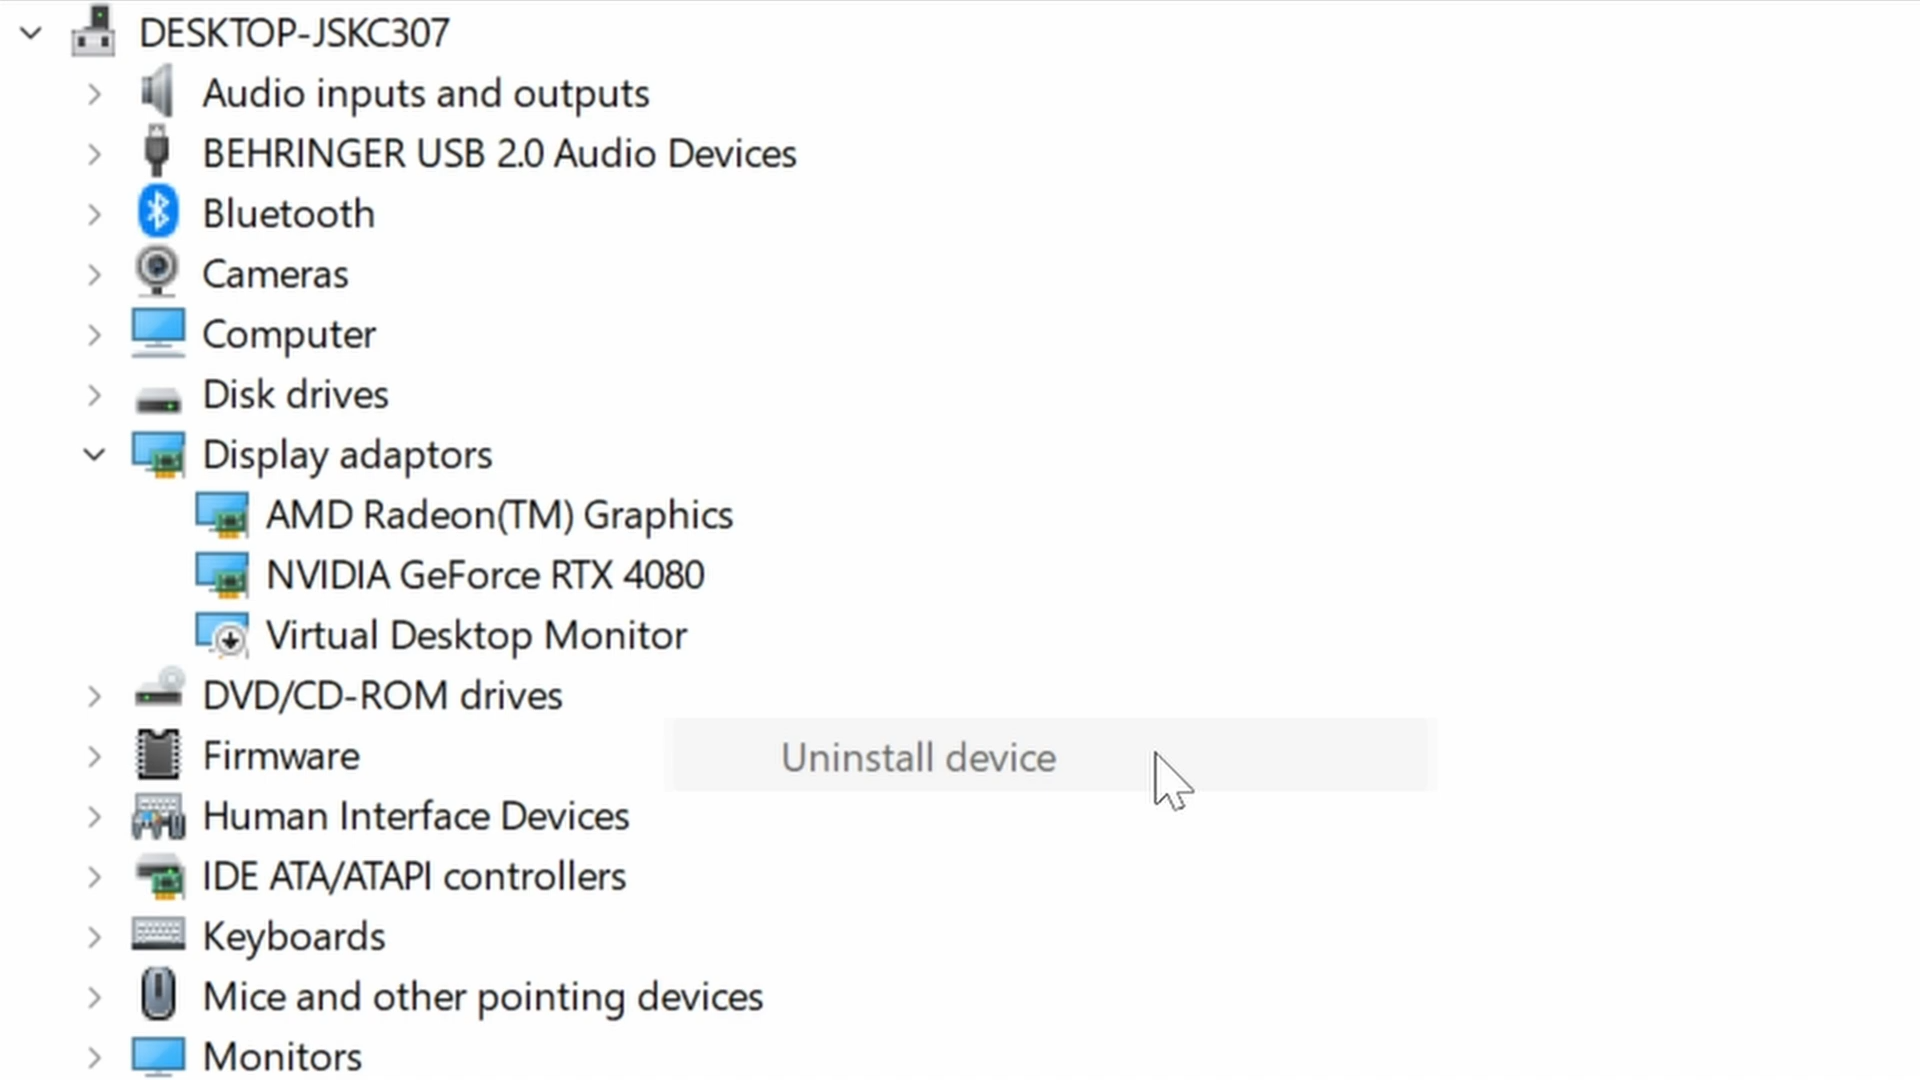 DESKTOP-JSKC307
Audio inputs and outputs
BEHRINGER USB 2.0 Audio Devices
Bluetooth
Cameras
Computer
Disk drives
Display adaptors
AMD Radeon(TM) Graphics
NVIDIA GeForce RTX 4080
Virtual Desktop Monitor
DVD/CD-ROM drives
Firmware
Uninstall device
Human Interface Devices
IDE ATA/ATAPI controllers
Keyboards
Mice and other pointing devices
Monitors